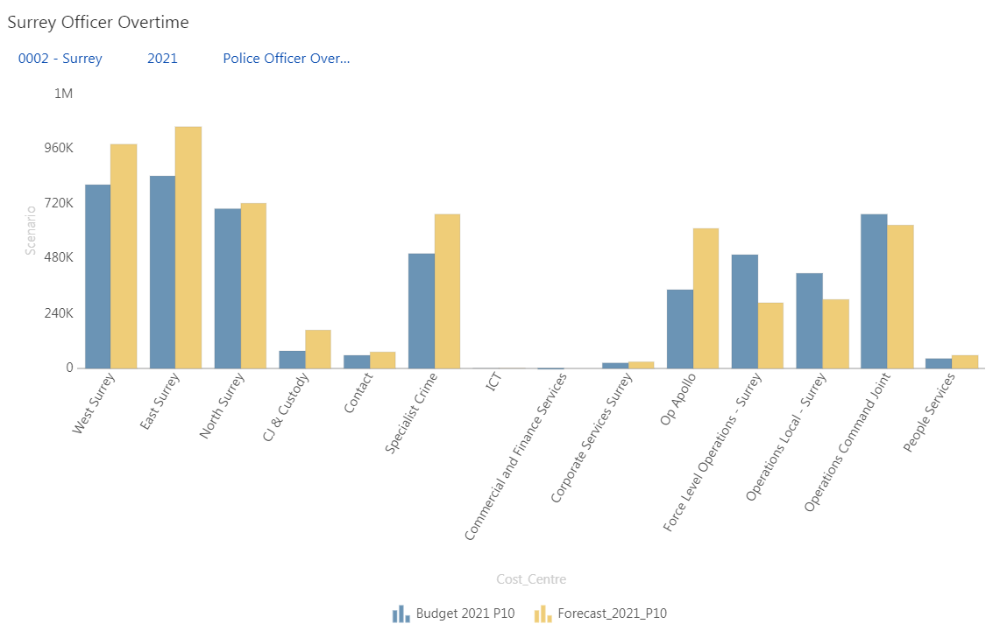 Surrey Officer Overtime
0002 - Surrey 2021 Police Officer Over...
1M
960K
720K
480K
240K
0
Scenario
West Surrey
East Surrey
North Surrey
CJ & Custody
Contact
Specialist Crime
ICT
Commercial and Finance Services
Corporate Services Surrey
Op Apollo
Force Level Operations - Surrey
Operations Local - Surrey
Operations Command Joint
People Services
Cost_Centre
Budget 2021 P10 Forecast_2021_P10